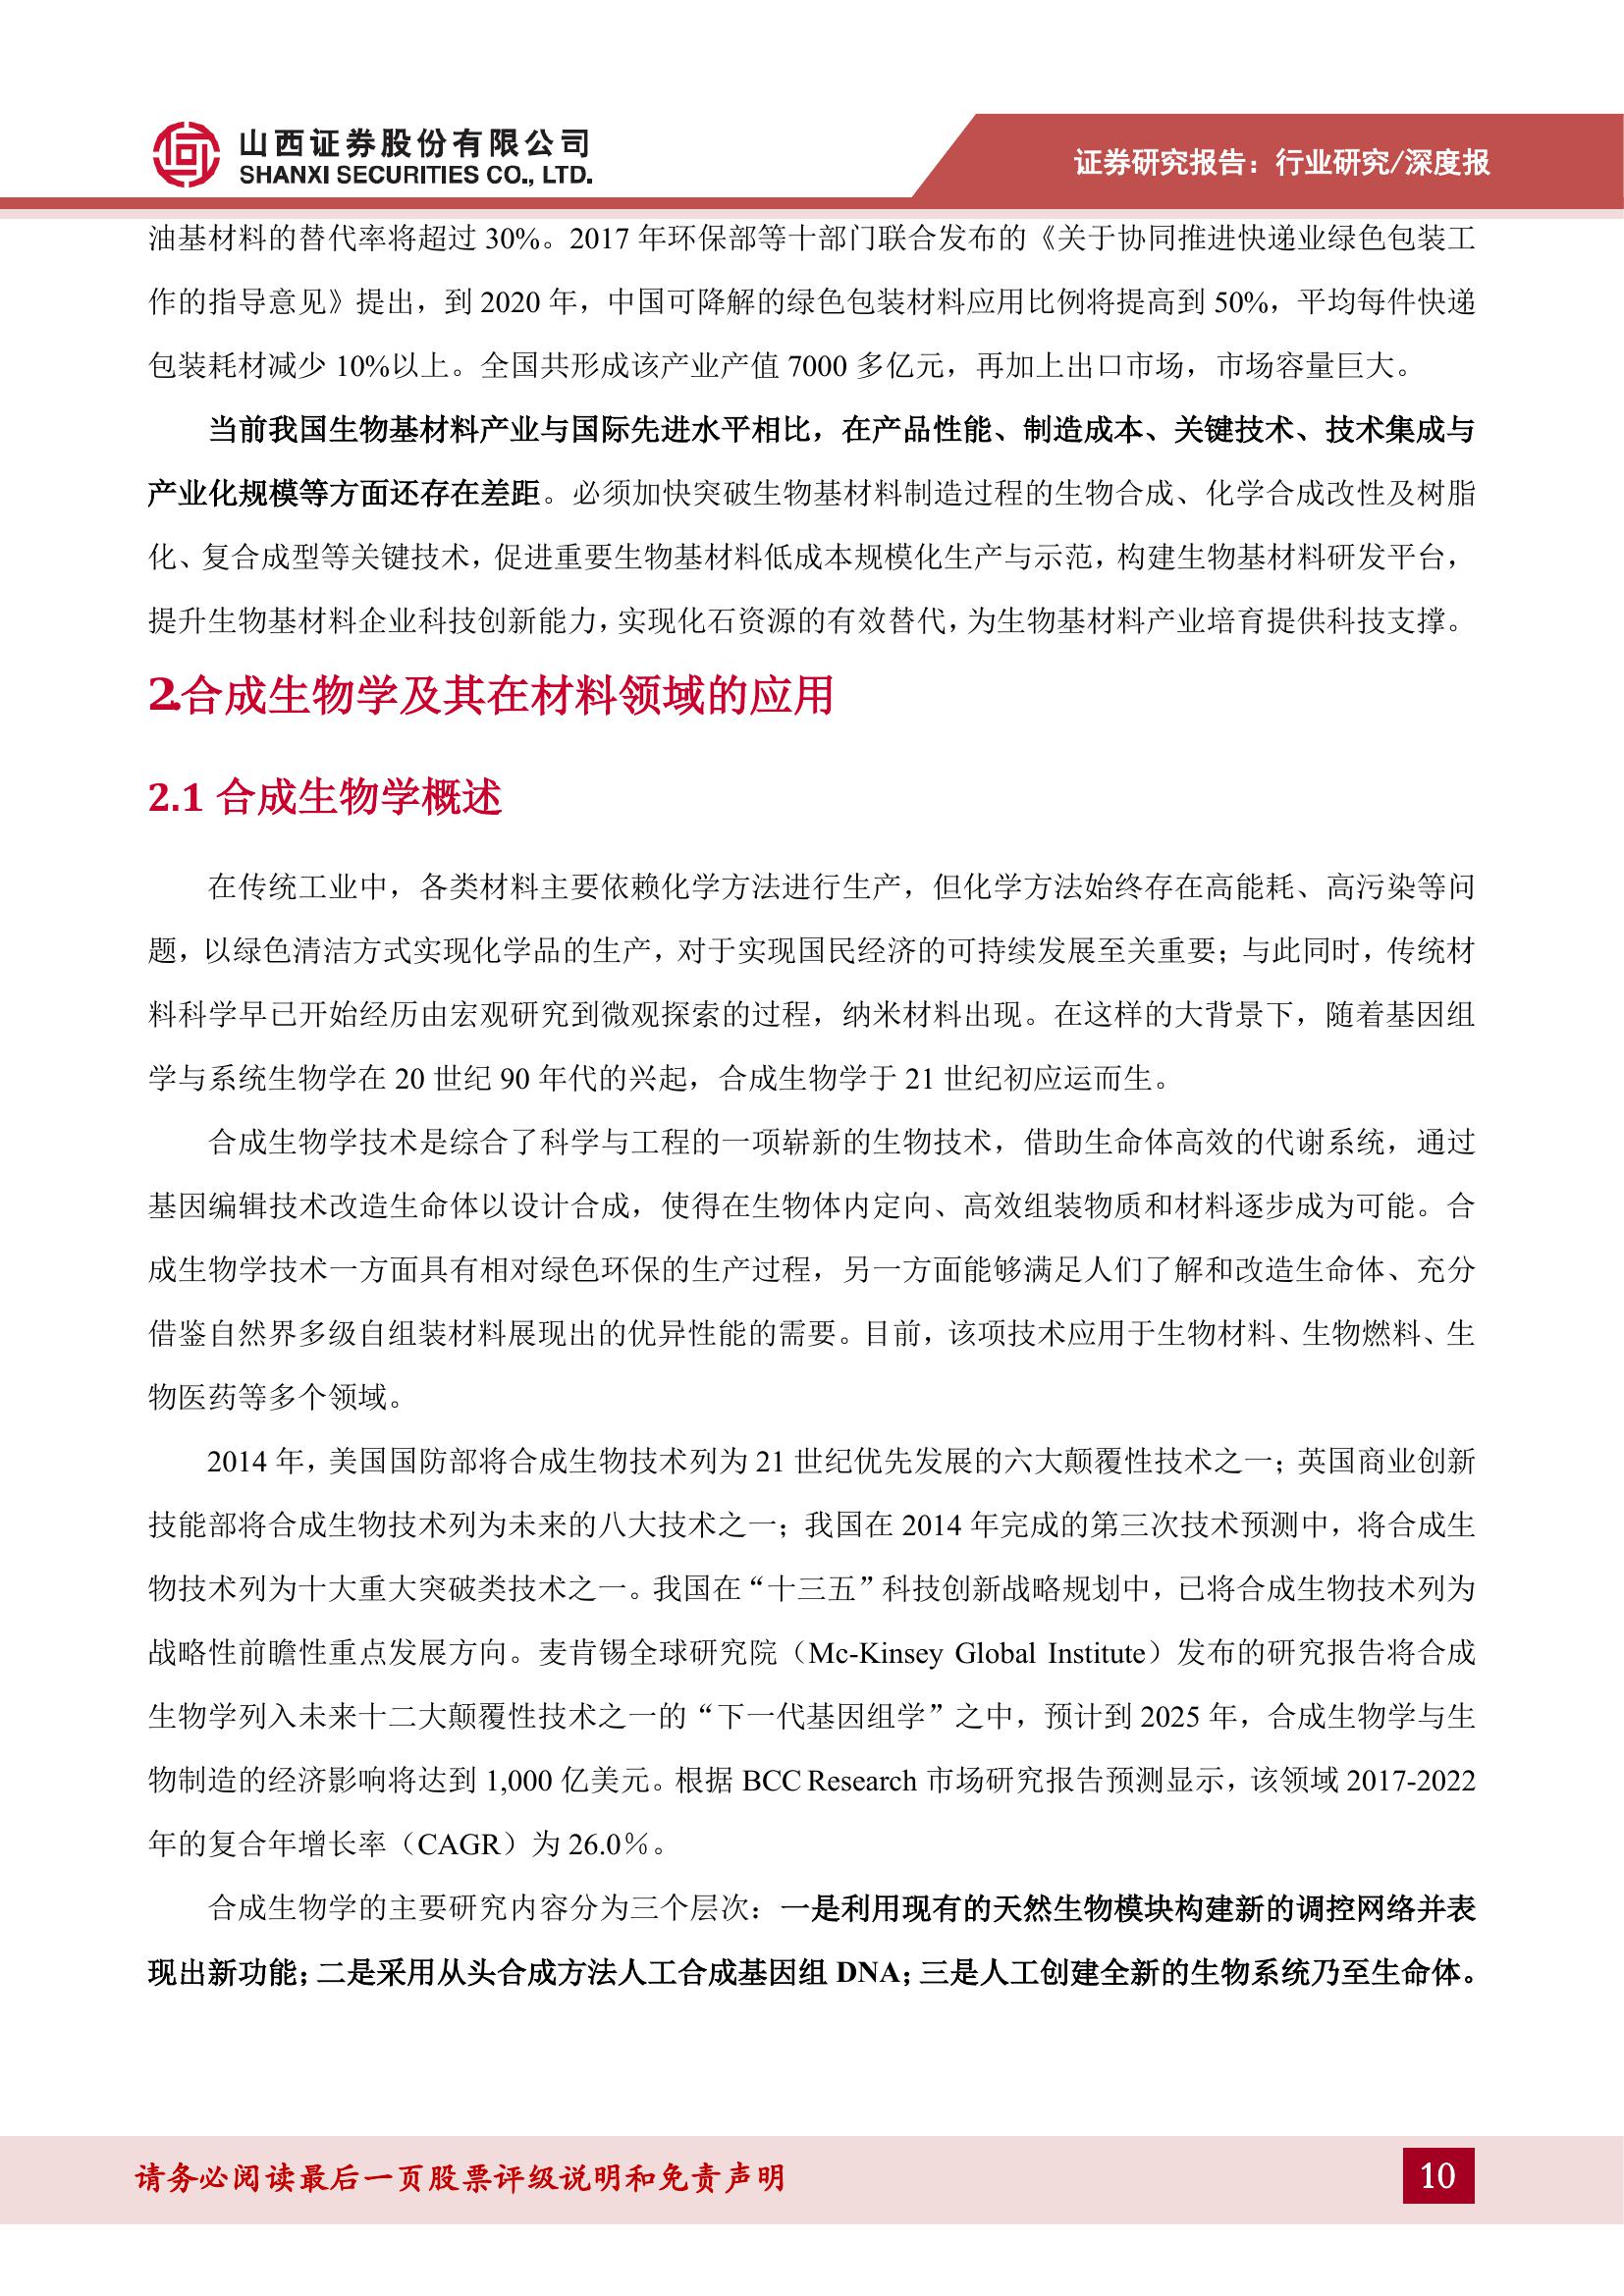 山西证券股份有限公司
SHANXI SECURITIES CO., LTD.
证券研究报告：行业研究/深度报
油基材料的替代率将超过 30%。2017 年环保部等十部门联合发布的《关于协同推进快递业绿色包装工
作的指导意见》提出，到 2020 年，中国可降解的绿色包装材料应用比例将提高到 50%，平均每件快递
包装耗材减少 10%以上。全国共形成该产业产值 7000 多亿元，再加上出口市场，市场容量巨大。
当前我国生物基材料产业与国际先进水平相比，在产品性能、制造成本、关键技术、技术集成与
产业化规模等方面还存在差距。必须加快突破生物基材料制造过程的生物合成、化学合成改性及树脂
化、复合成型等关键技术，促进重要生物基材料低成本规模化生产与示范，构建生物基材料研发平台，
提升生物基材料企业科技创新能力，实现化石资源的有效替代，为生物基材料产业培育提供科技支撑。
2.合成生物学及其在材料领域的应用
2.1 合成生物学概述
在传统工业中，各类材料主要依赖化学方法进行生产，但化学方法始终存在高能耗、高污染等问
题，以绿色清洁方式实现化学品的生产，对于实现国民经济的可持续发展至关重要；与此同时，传统材
料科学早已开始经历由宏观研究到微观探索的过程，纳米材料出现。在这样的大背景下，随着基因组
学与系统生物学在 20 世纪 90 年代的兴起，合成生物学于 21 世纪初应运而生。
合成生物学技术是综合了科学与工程的一项崭新的生物技术，借助生命体高效的代谢系统，通过
基因编辑技术改造生命体以设计合成，使得在生物体内定向、高效组装物质和材料逐步成为可能。合
成生物学技术一方面具有相对绿色环保的生产过程，另一方面能够满足人们了解和改造生命体、充分
借鉴自然界多级自组装材料展现出的优异性能的需要。目前，该项技术应用于生物材料、生物燃料、生
物医药等多个领域。
2014 年，美国国防部将合成生物技术列为 21 世纪优先发展的六大颠覆性技术之一；英国商业创新
技能部将合成生物技术列为未来的八大技术之一；我国在 2014 年完成的第三次技术预测中，将合成生
物技术列为十大重大突破类技术之一。我国在“十三五”科技创新战略规划中，已将合成生物技术列为
战略性前瞻性重点发展方向。麦肯锡全球研究院（Mc-Kinsey Global Institute）发布的研究报告将合成
生物学列入未来十二大颠覆性技术之一的“下一代基因组学”之中，预计到 2025 年，合成生物学与生
物制造的经济影响将达到 1,000 亿美元。根据 BCC Research 市场研究报告预测显示，该领域 2017-2022
年的复合年增长率（CAGR）为 26.0％。
合成生物学的主要研究内容分为三个层次：一是利用现有的天然生物模块构建新的调控网络并表
现出新功能；二是采用从头合成方法人工合成基因组 DNA；三是人工创建全新的生物系统乃至生命体。
请务必阅读最后一页股票评级说明和免责声明
10